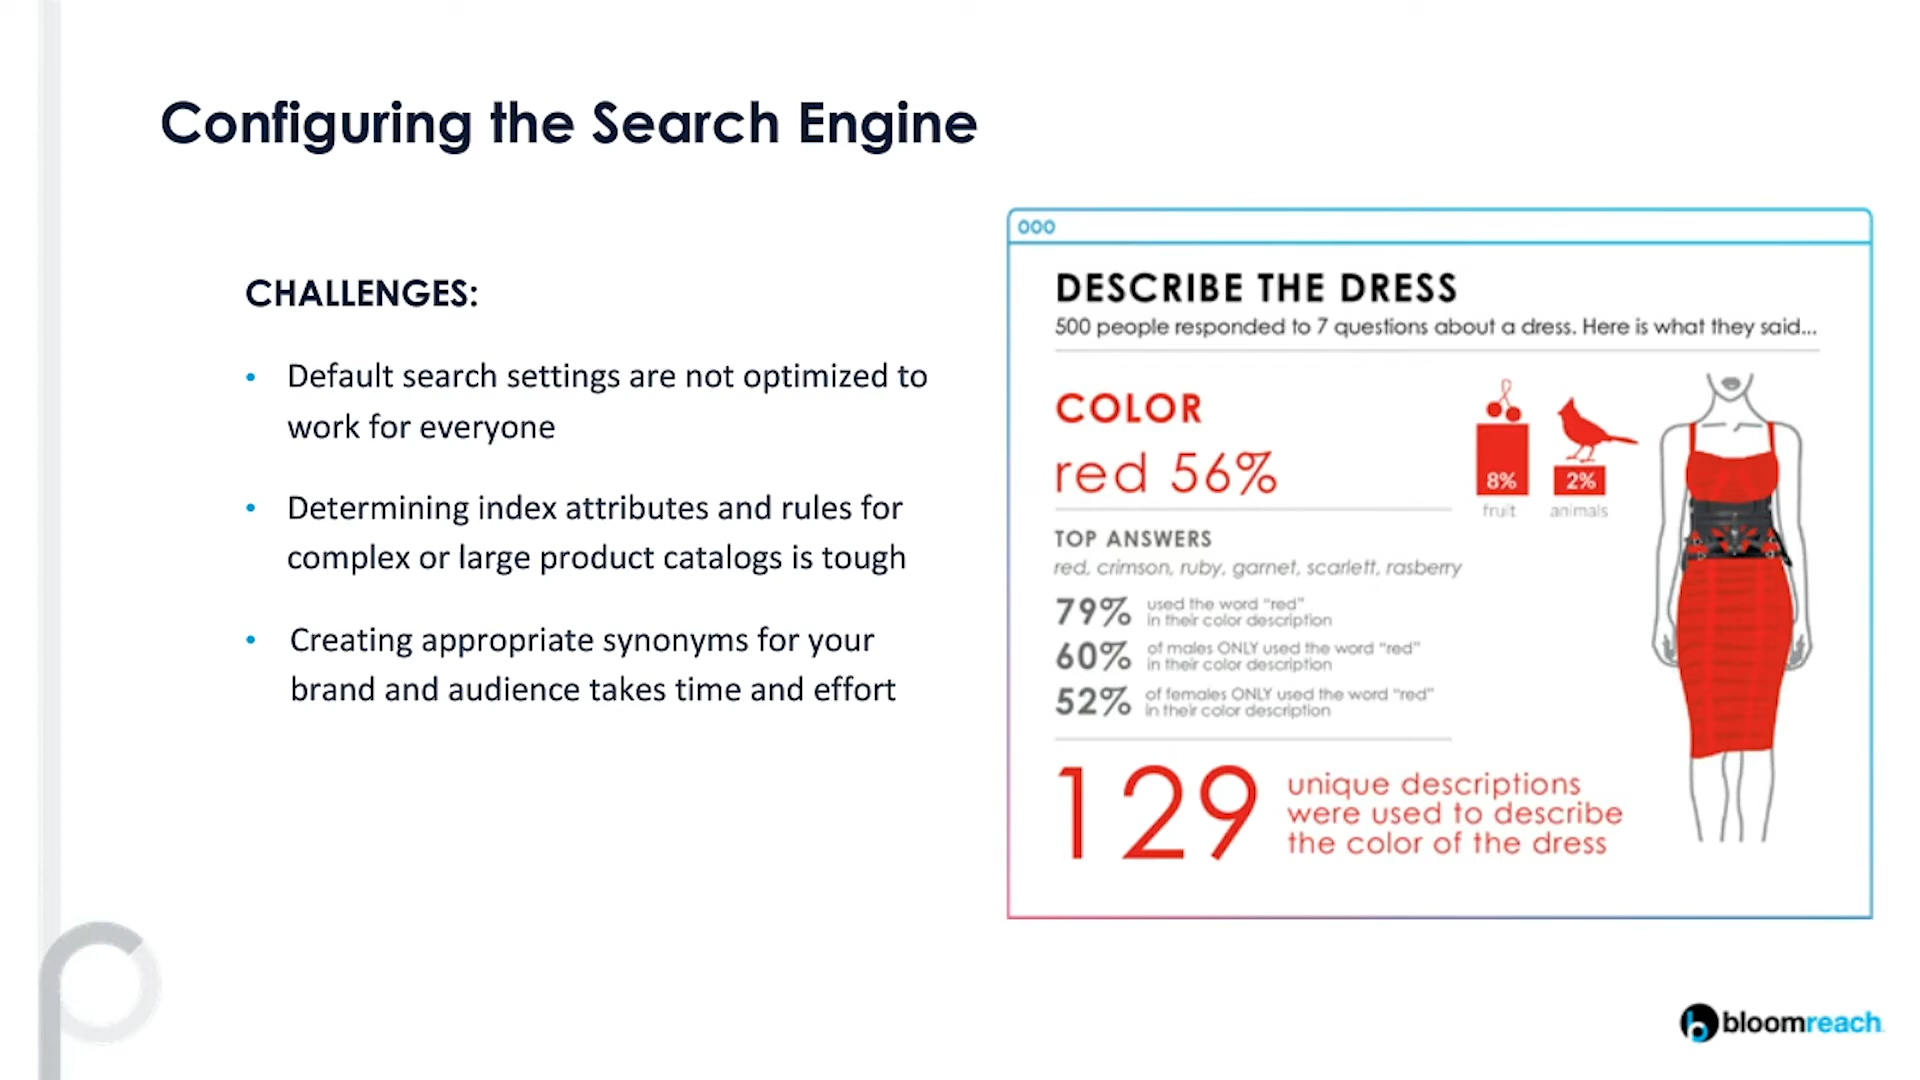 Configuring the Search Engine
CHALLENGES:
• Default search settings are not optimized to
work for everyone
• Determining index attributes and rules for
complex or large product catalogs is tough
• Creating appropriate synonyms for your
brand and audience takes time and effort
DESCRIBE THE DRESS
500 people responded to 7 questions about a dress. Here is what they said...
COLOR
red 56%
8%
fruit
2%
animals
TOP ANSWERS
red, crimson, ruby, garnet, scarlett, rasberry
79% used the word “red”
in their color description
60% of males ONLY used the word “red”
in their color description
52% of females ONLY used the word “red”
in their color description
129 unique descriptions
were used to describe
the color of the dress
bloomreach